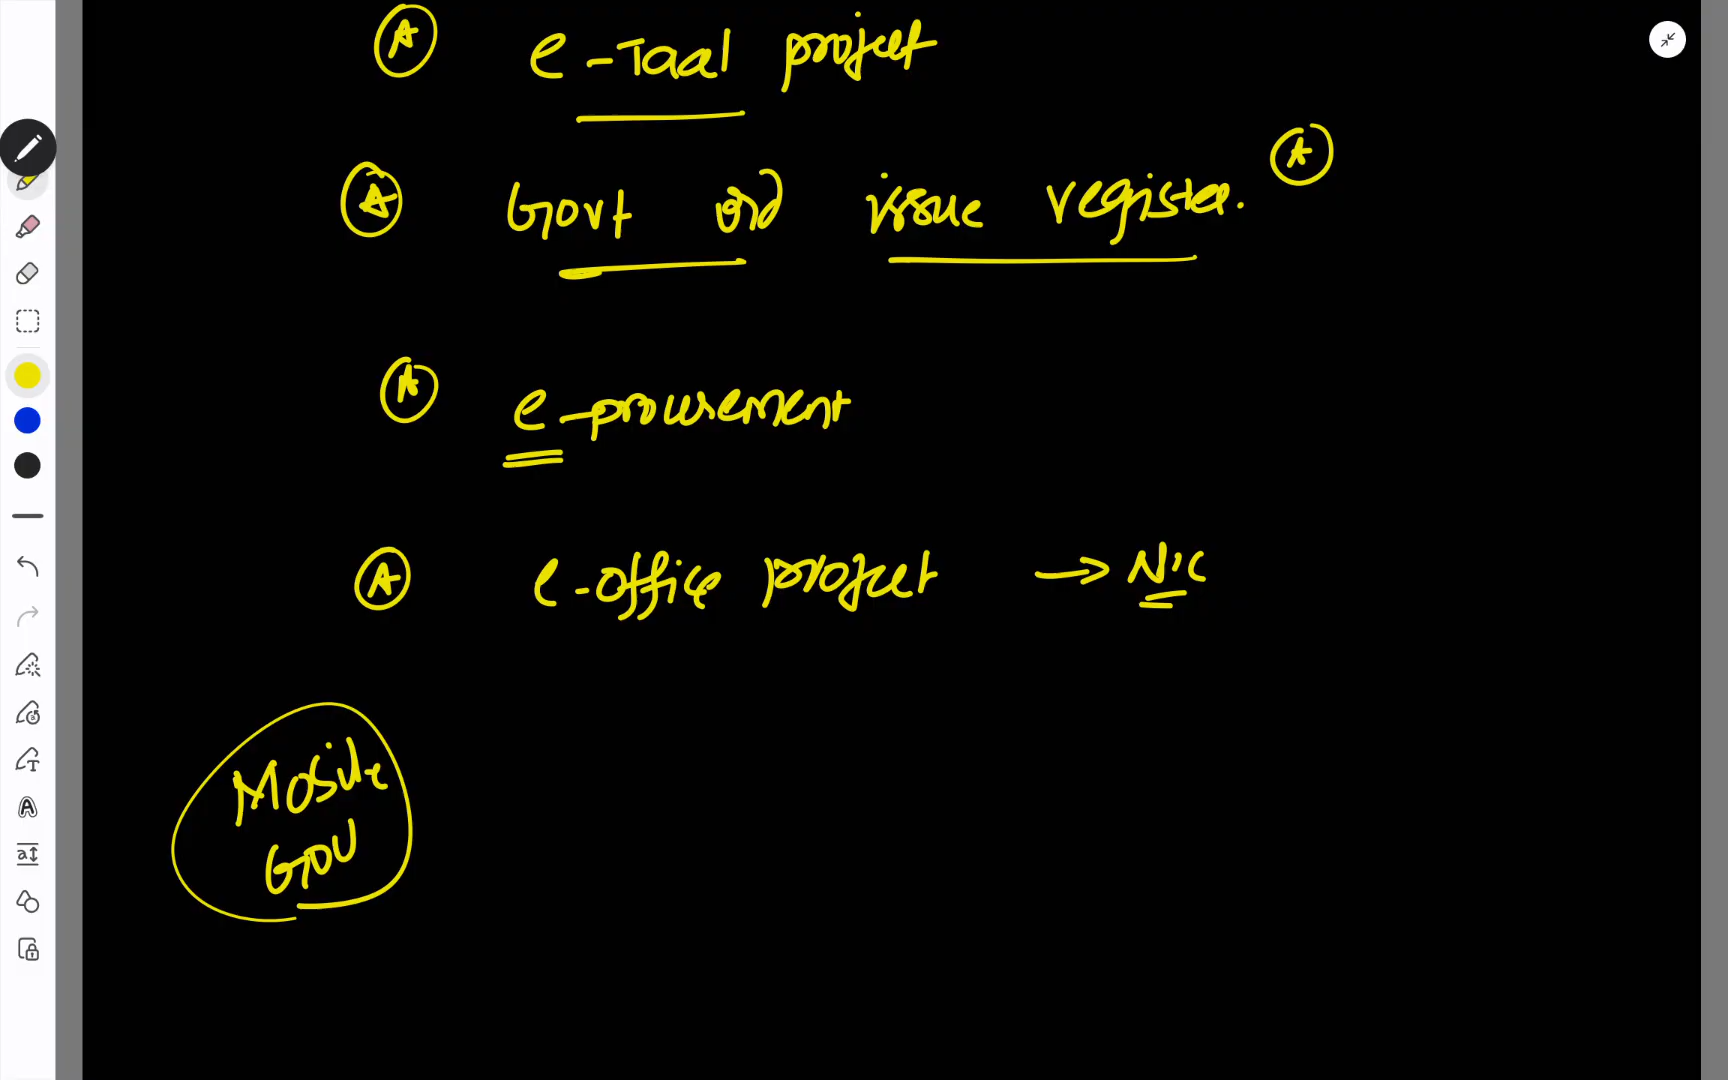 A e-Taal project
A Govt ord issue register. A
A e-procurement
A e-office project → NIC
Mobile
GOV